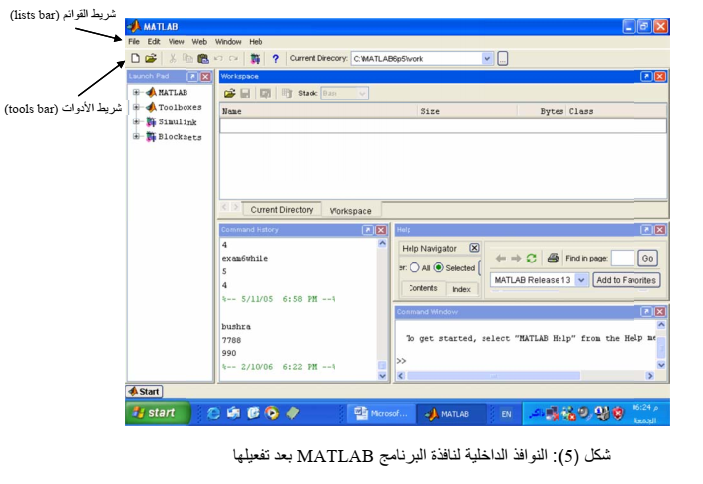 شريط القوائم (lists bar)
MATLAB
File Edit View Web Window Help
Current Direcory: C:\MATLAB6p5\work
شريط الأدوات (tools bar)
Launch Pad
MATLAB
Toolboxes
Simulink
Blocksets
Workspace
Stack: Base
Name Size Bytes Class
Current Directory Workspace
Command history
4
exam6while
5
4
%-- 5/11/05 6:58 PM --%
bushra
7788
990
%-- 2/10/06 6:22 PM --%
Help
Help Navigator
er: All Selected
Contents Index
Find in page: Go
MATLAB Release 13 Add to Favorites
Command Window
To get started, select "MATLAB Help" from the Help me
>>
Start
start
Microsof...
MATLAB
EN
م 16:24
الجمعة
شكل (5): النوافذ الداخلية لنافذة البرنامج MATLAB بعد تفعيلها